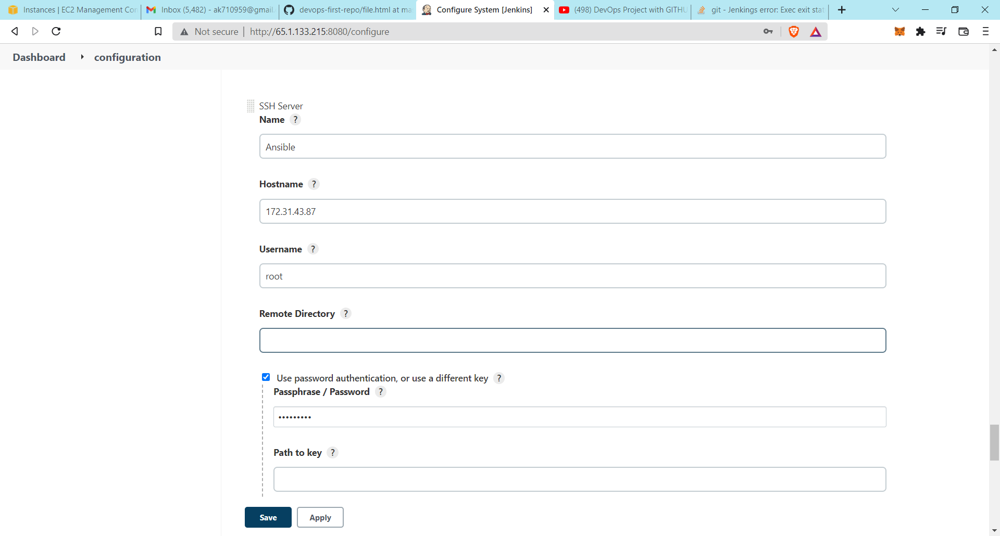 Instances | EC2 Management Con
Inbox (5,482) - ak710959@gmail.
devops-first-repo/file.html at ma
Configure System [Jenkins]
(498) DevOps Project with GITHU
git - Jenkings error: Exec exit stat
Not secure | http://65.1.133.215:8080/configure
Dashboard
configuration
SSH Server
Name ?
Ansible
Hostname ?
172.31.43.87
Username ?
root
Remote Directory ?
Use password authentication, or use a different key ?
Passphrase / Password ?
•••••••••
Path to key ?
Save
Apply